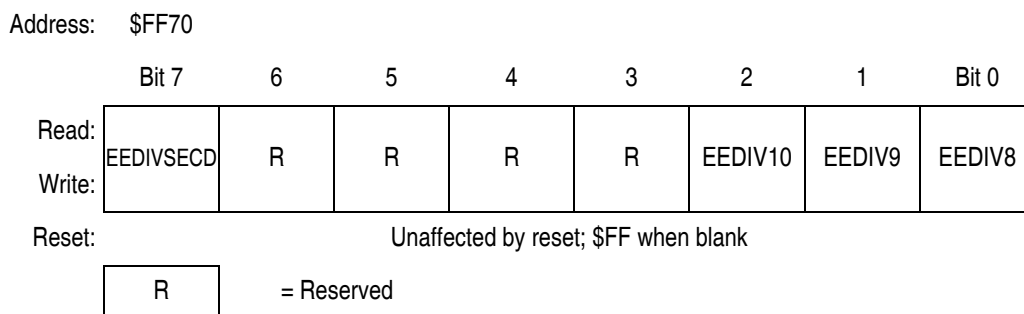 Address: $FF70
Bit 7 6 5 4 3 2 1 Bit 0
Read:
EEDIVSECD R R R R EEDIV10 EEDIV9 EEDIV8
Write:
Reset: Unaffected by reset; $FF when blank
R = Reserved